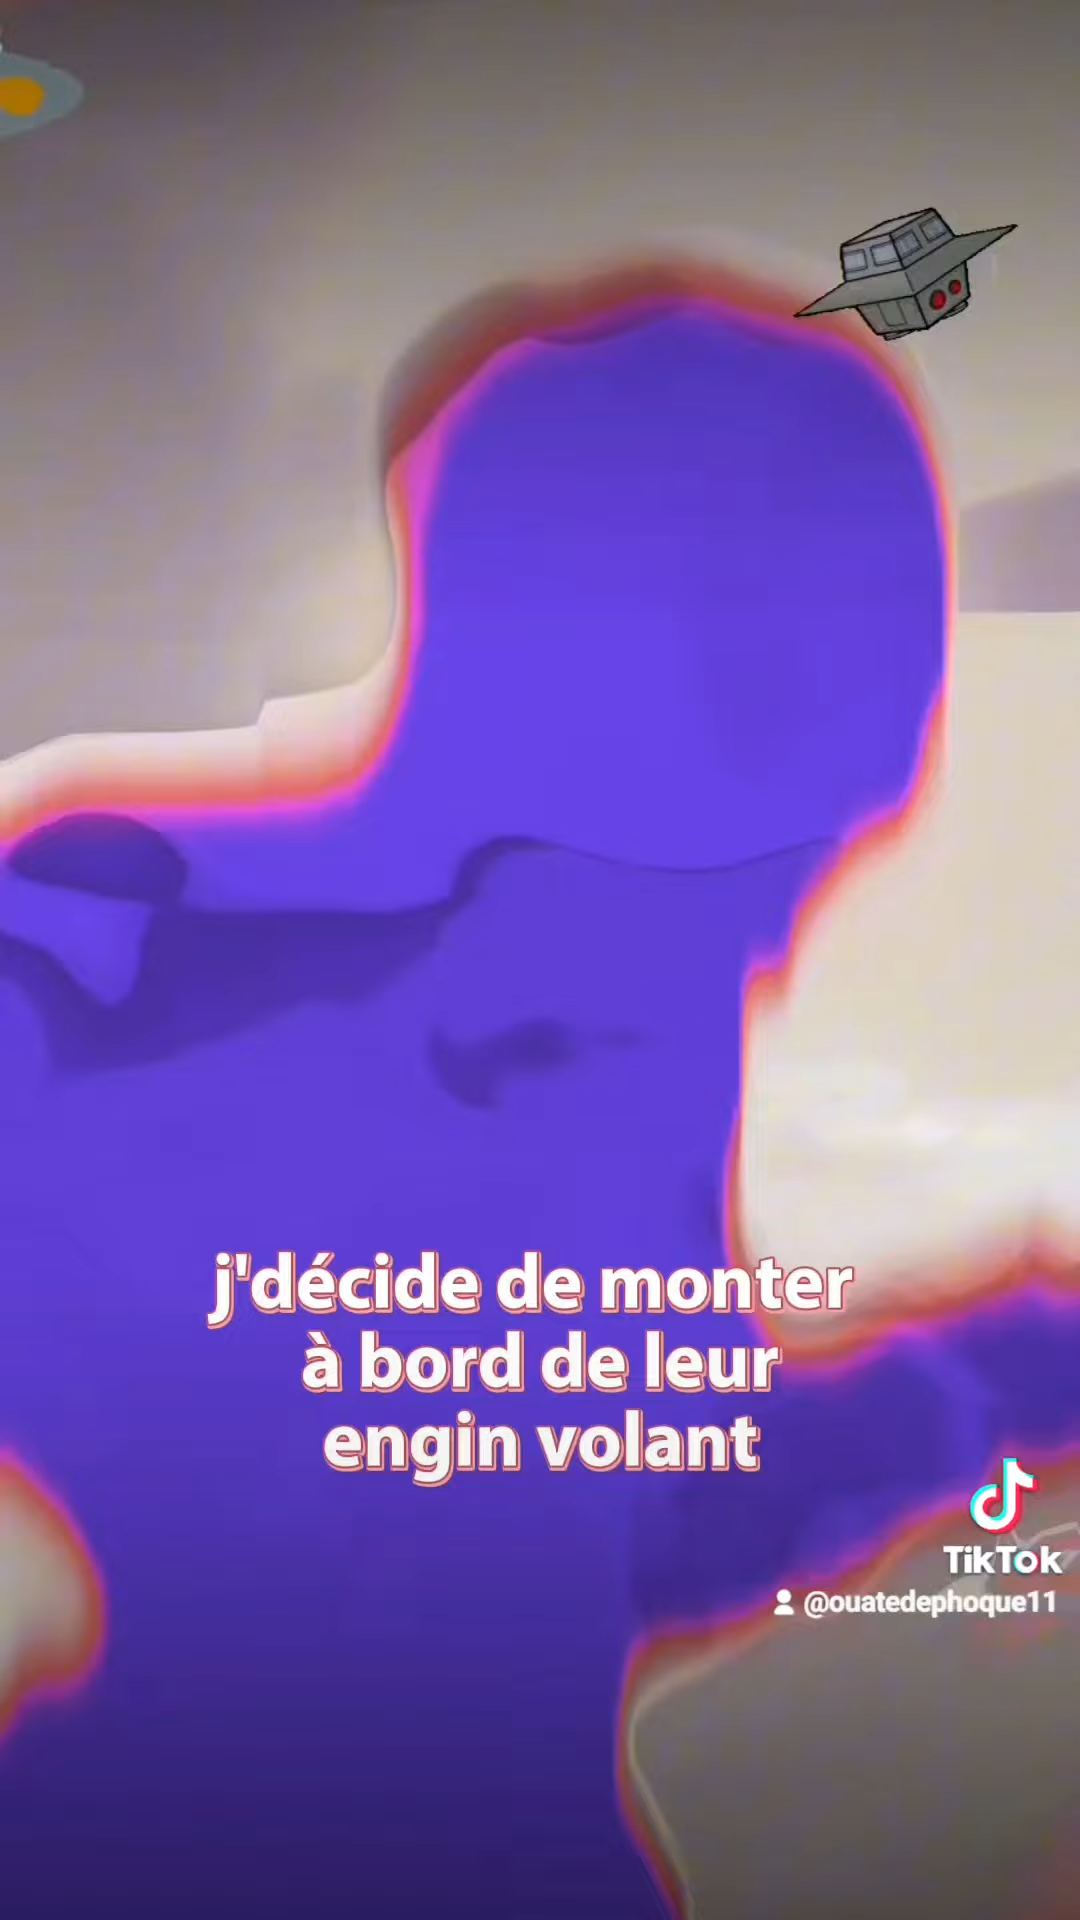 j'décide de monter
à bord de leur
engin volant
TikTok
@ouatedephoque11